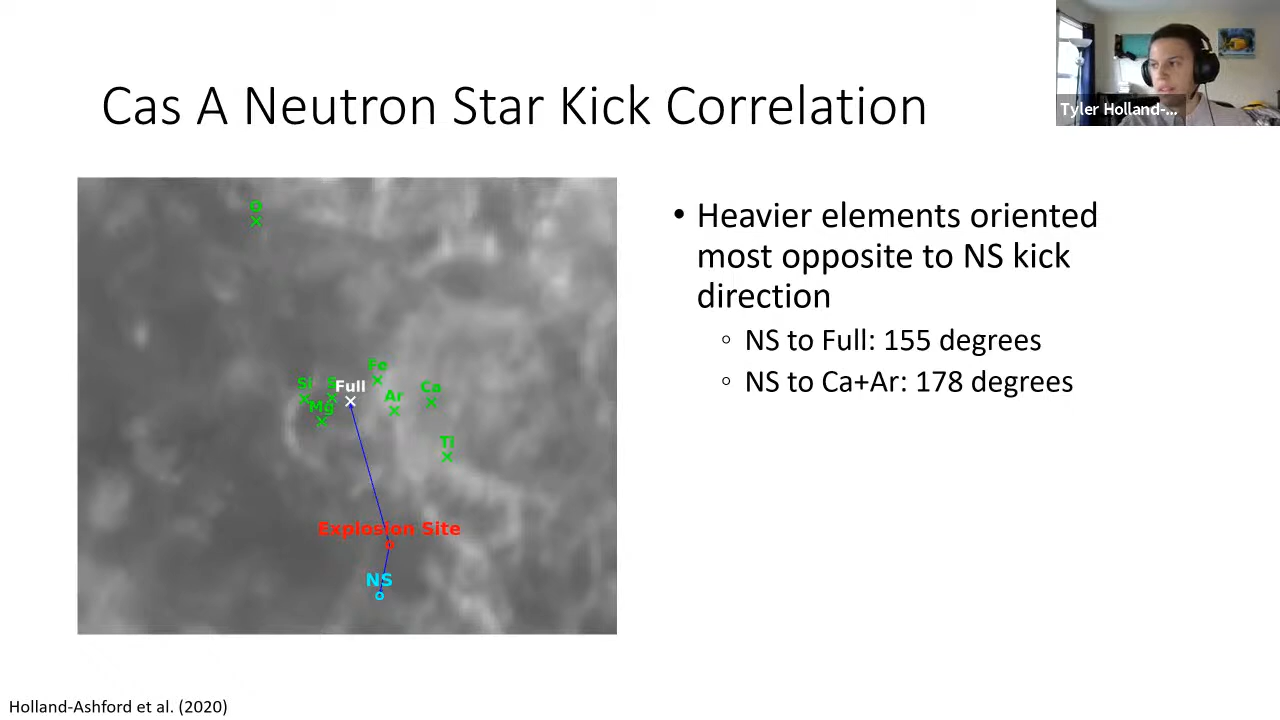 Cas A Neutron Star Kick Correlation
Tyler Holland-...
• Heavier elements oriented
most opposite to NS kick
direction
◦ NS to Full: 155 degrees
◦ NS to Ca+Ar: 178 degrees
O
Fe
Si
S
Full
Ca
Mg
Ar
Ti
Explosion Site
NS
Holland-Ashford et al. (2020)